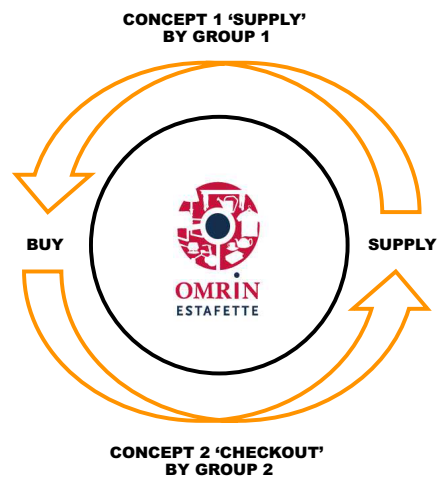 CONCEPT 1 ‘SUPPLY’
BY GROUP 1
BUY
SUPPLY
OMRIN
ESTAFETTE
CONCEPT 2 ‘CHECKOUT’
BY GROUP 2